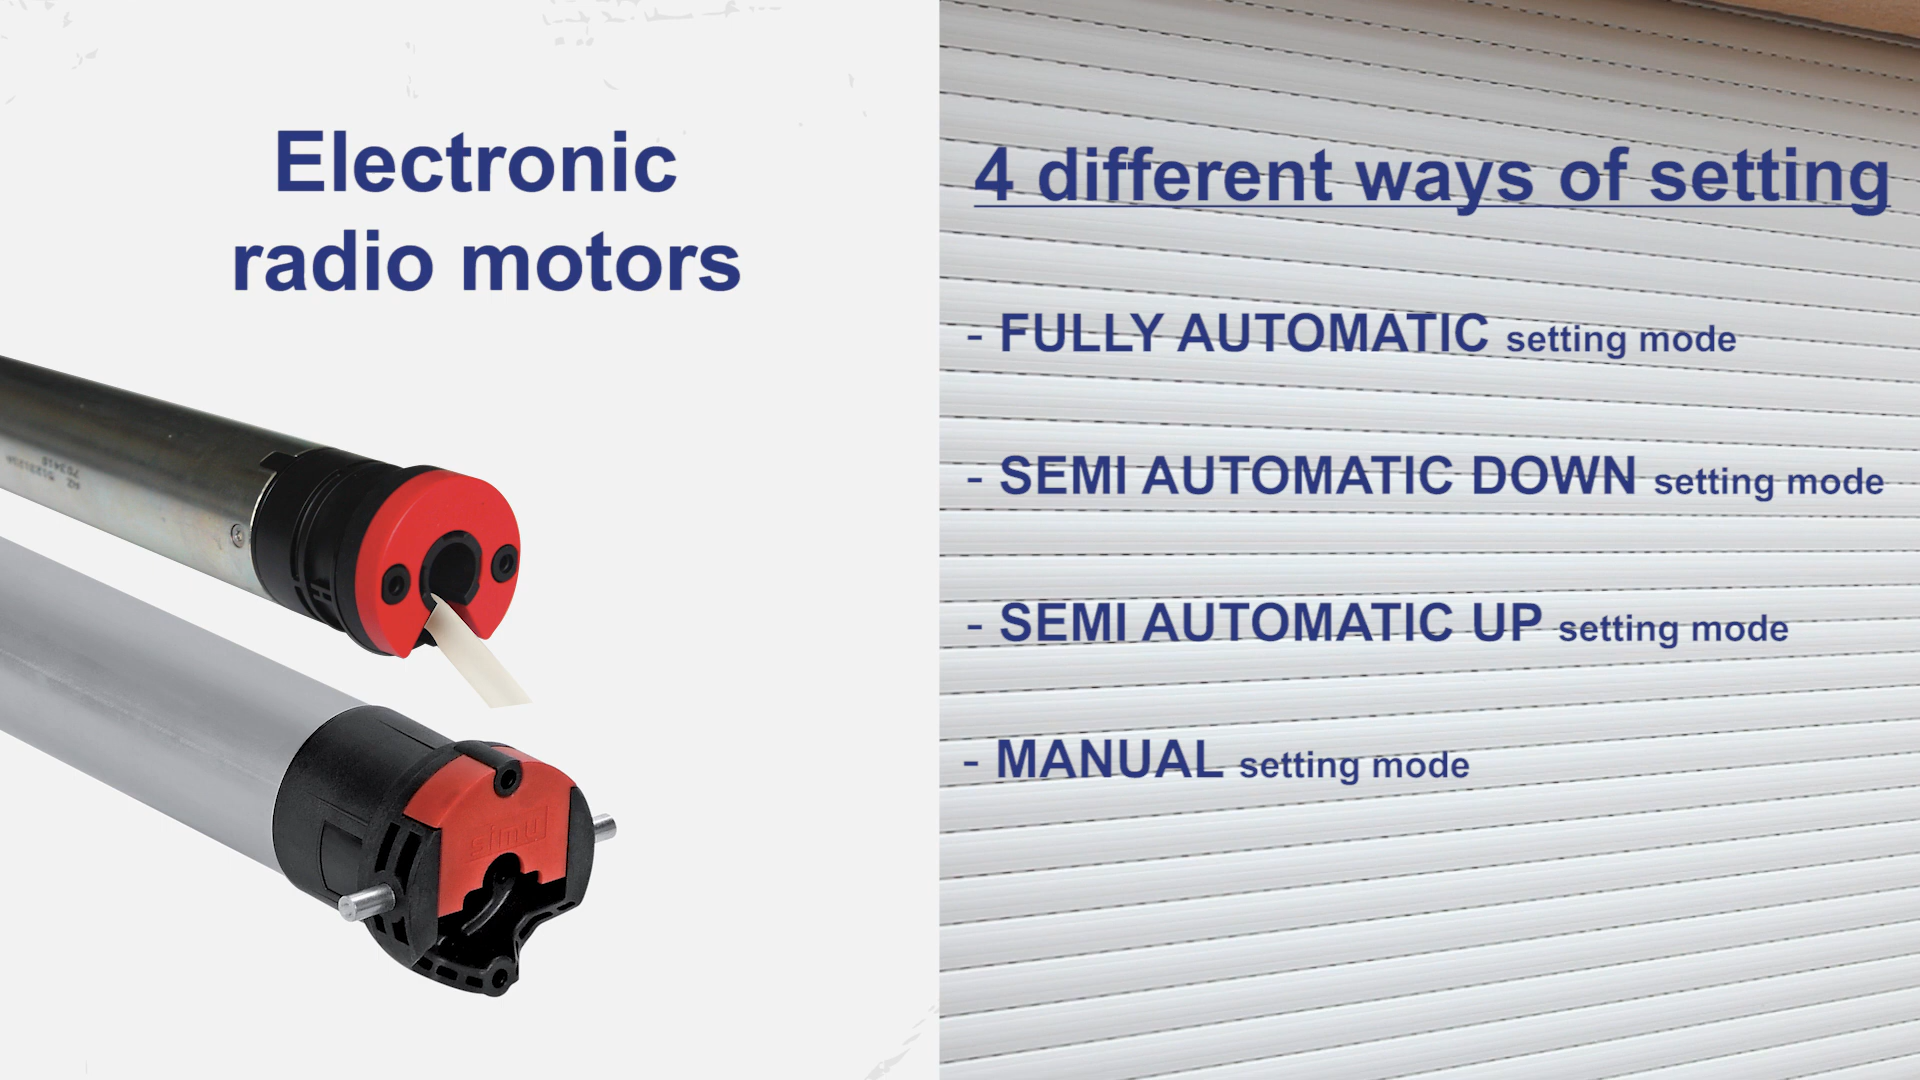 Electronic
radio motors
4 different ways of setting
- FULLY AUTOMATIC setting mode
- SEMI AUTOMATIC DOWN setting mode
- SEMI AUTOMATIC UP setting mode
- MANUAL setting mode
simu